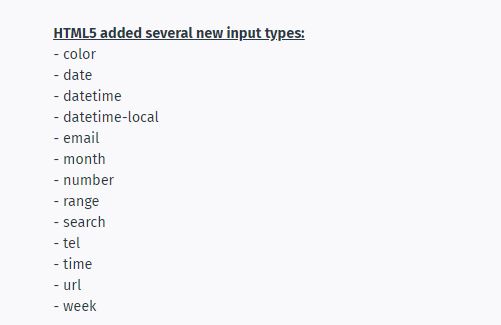 HTML5 added several new input types:
- color
- date
- datetime
- datetime-local
- email
- month
- number
- range
- search
- tel
- time
- url
- week